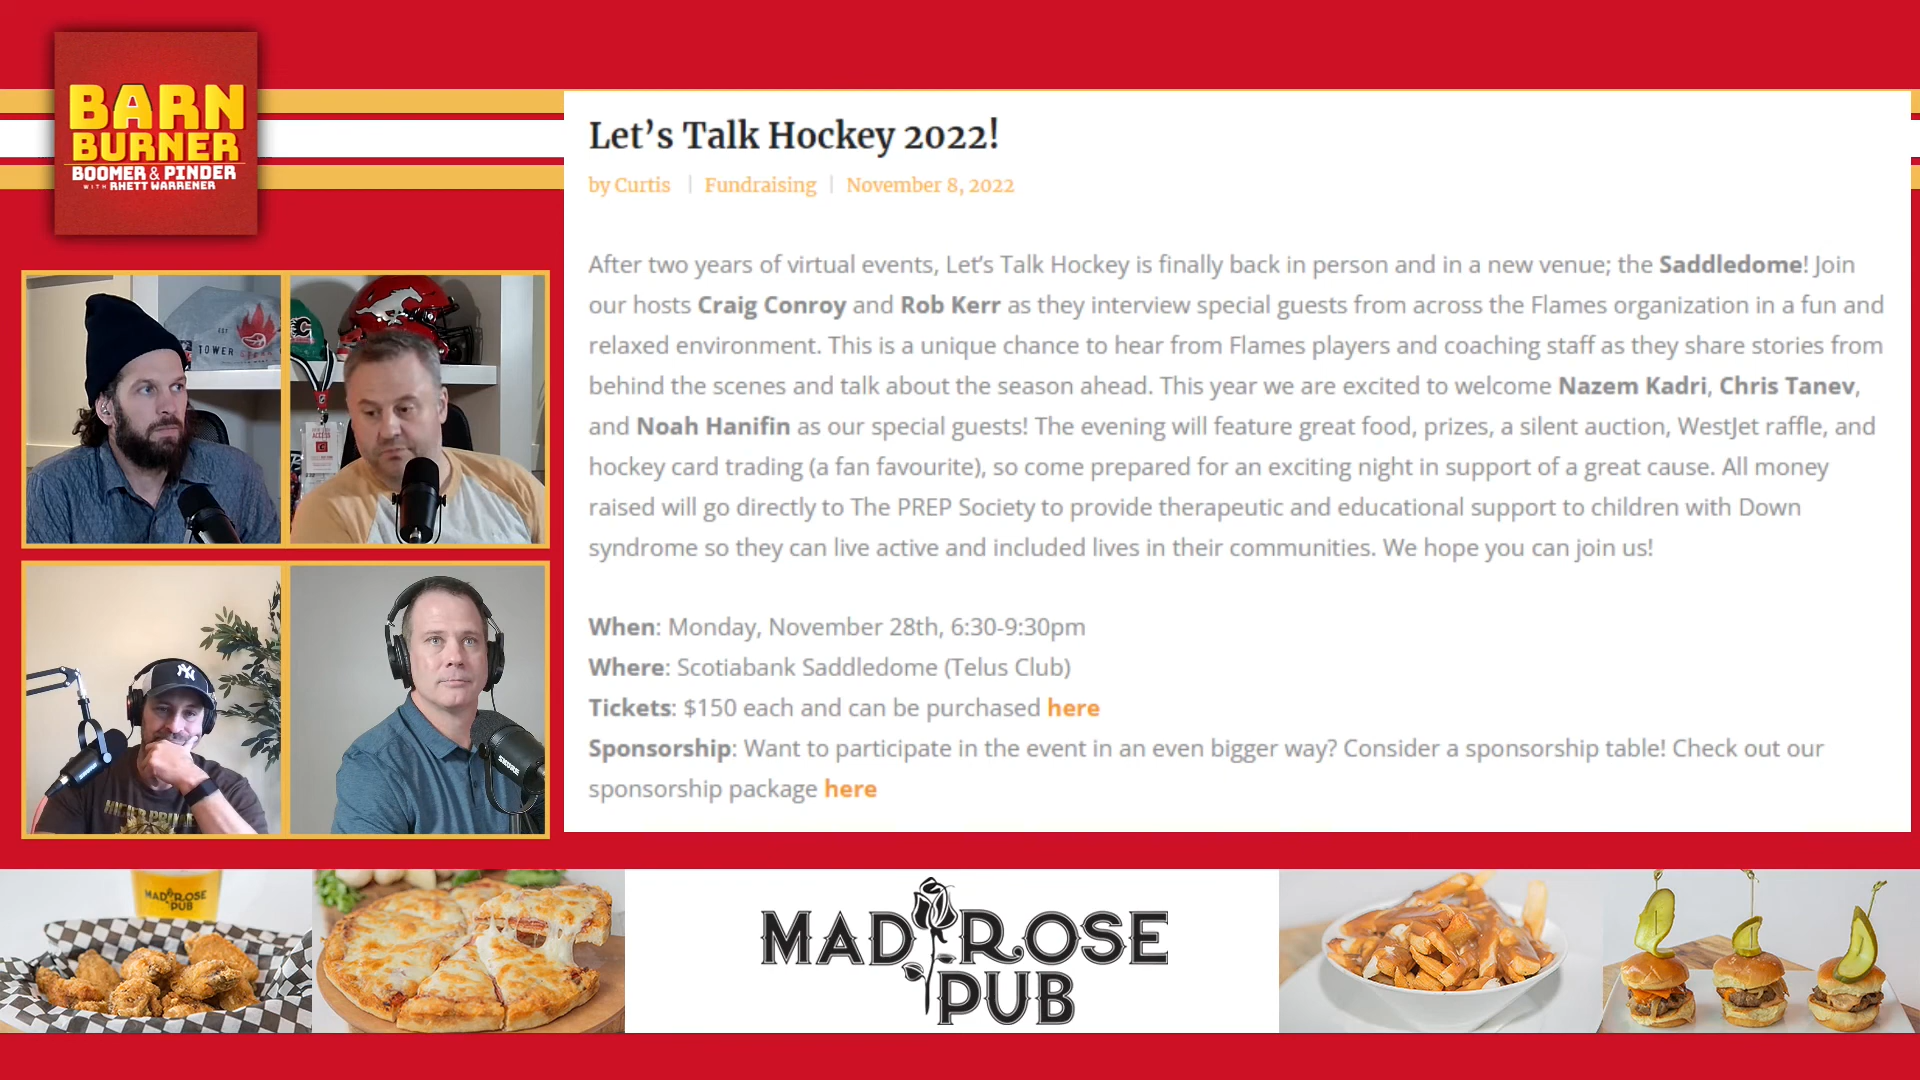 BARN
BURNER
BOOMER & PINDER
WITH RHETT WARRENER
Let’s Talk Hockey 2022!
by Curtis | Fundraising | November 8, 2022
After two years of virtual events, Let’s Talk Hockey is finally back in person and in a new venue; the Saddledome! Join
our hosts Craig Conroy and Rob Kerr as they interview special guests from across the Flames organization in a fun and
relaxed environment. This is a unique chance to hear from Flames players and coaching staff as they share stories from
behind the scenes and talk about the season ahead. This year we are excited to welcome Nazem Kadri, Chris Tanev,
and Noah Hanifin as our special guests! The evening will feature great food, prizes, a silent auction, WestJet raffle, and
hockey card trading (a fan favourite), so come prepared for an exciting night in support of a great cause. All money
raised will go directly to The PREP Society to provide therapeutic and educational support to children with Down
syndrome so they can live active and included lives in their communities. We hope you can join us!
When: Monday, November 28th, 6:30-9:30pm
Where: Scotiabank Saddledome (Telus Club)
Tickets: $150 each and can be purchased here
Sponsorship: Want to participate in the event in an even bigger way? Consider a sponsorship table! Check out our
sponsorship package here
TOWER
ACCESS
NY
SHURE
MAD ROSE
PUB
MAD ROSE
PUB